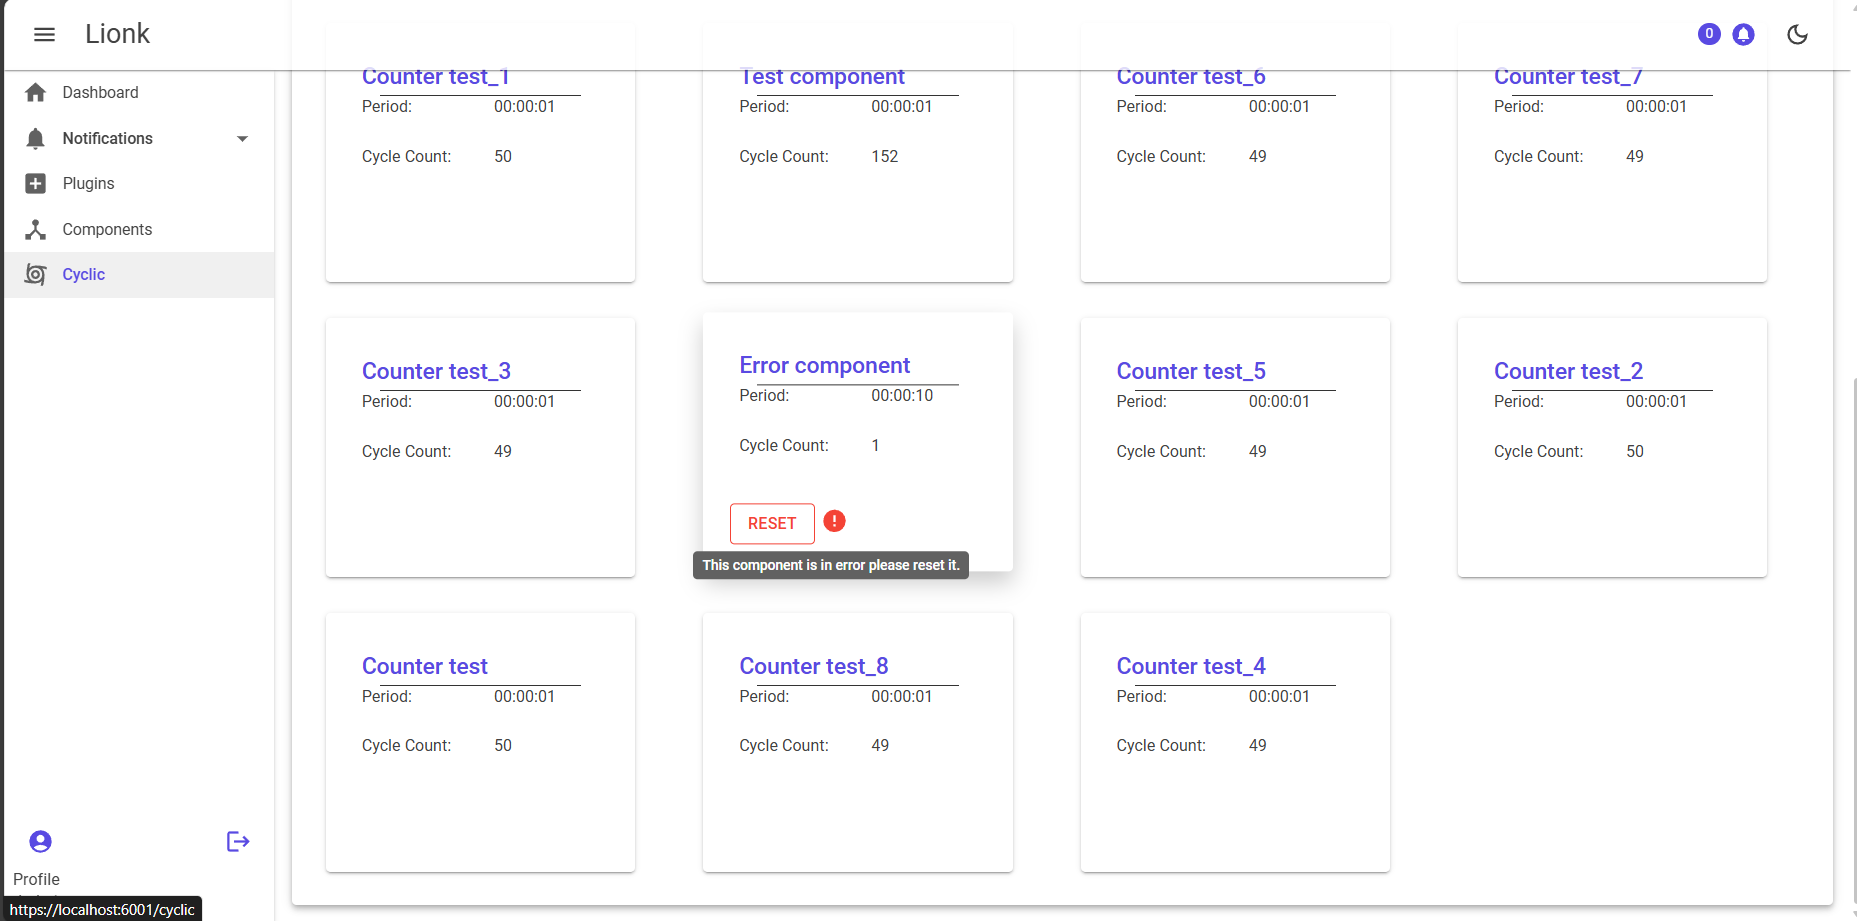 Lionk
0
Dashboard
Notifications
Plugins
Components
Cyclic
Counter test_1
Period: 00:00:01
Cycle Count: 50
Test component
Period: 00:00:01
Cycle Count: 152
Counter test_6
Period: 00:00:01
Cycle Count: 49
Counter test_7
Period: 00:00:01
Cycle Count: 49
Counter test_3
Period: 00:00:01
Cycle Count: 49
Error component
Period: 00:00:10
Cycle Count: 1
RESET
This component is in error please reset it.
Counter test_5
Period: 00:00:01
Cycle Count: 49
Counter test_2
Period: 00:00:01
Cycle Count: 50
Counter test
Period: 00:00:01
Cycle Count: 50
Counter test_8
Period: 00:00:01
Cycle Count: 49
Counter test_4
Period: 00:00:01
Cycle Count: 49
Profile
https://localhost:6001/cyclic